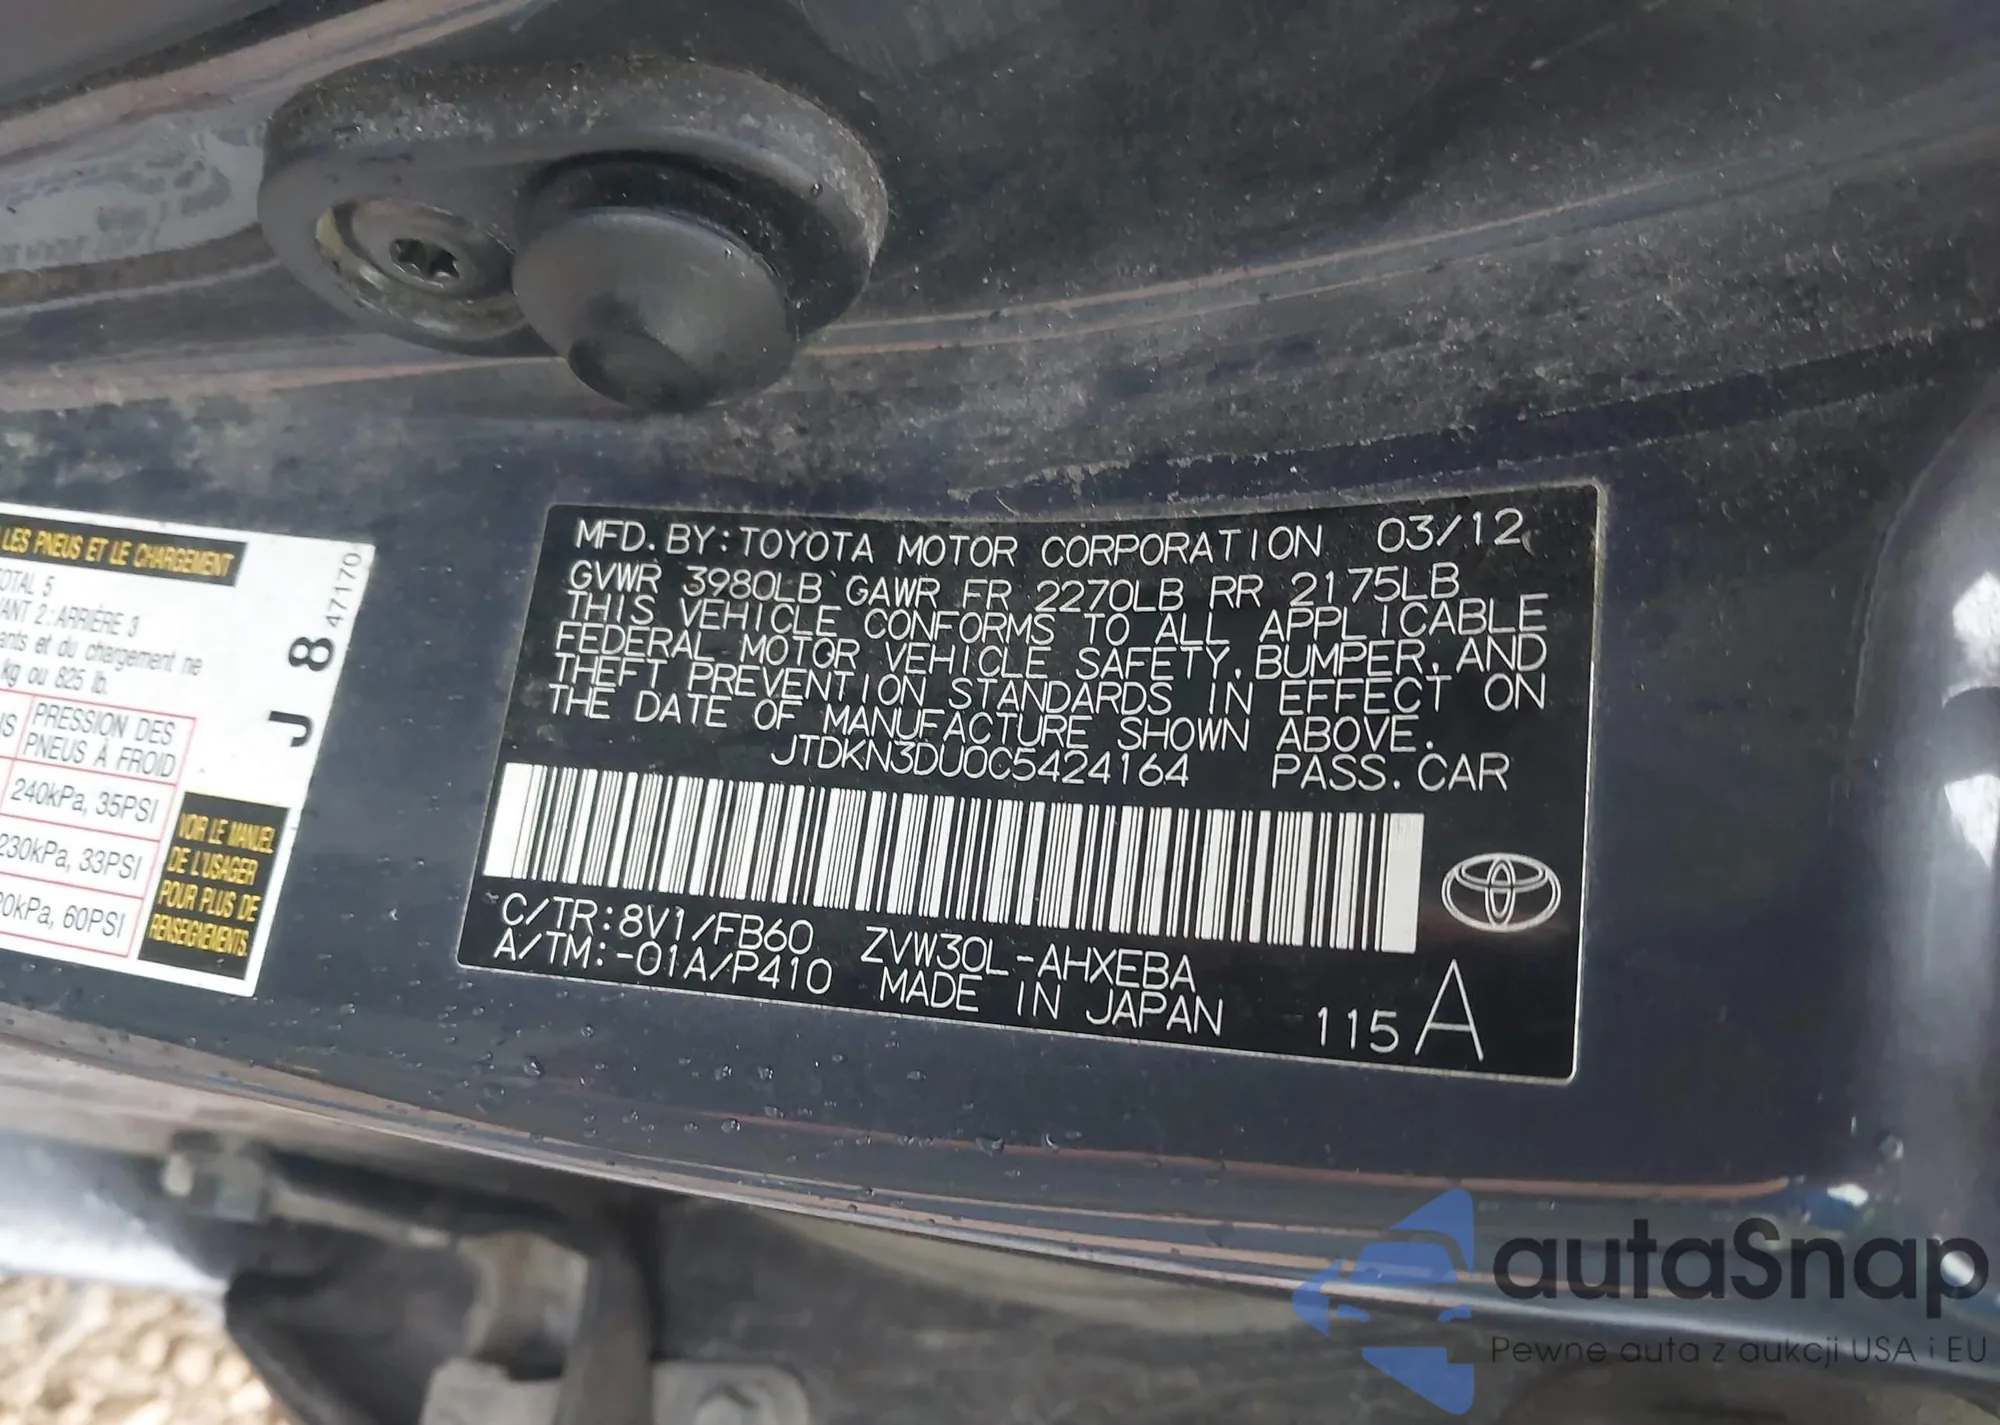 LES PNEUS ET LE CHARGEMENT
TOTAL 5
ARRIÈRE 3
et du chargement ne
kg ou 825 lb.
PRESSION DES
PNEUS À FROID
240kPa, 35PSI
230kPa, 33PSI
60PSI
VOIR LE MANUEL
DE L'USAGER
POUR PLUS DE
RENSEIGNEMENTS
J 8
47170
MFD. BY: TOYOTA MOTOR CORPORATION 03/12
GVWR 3980LB GAWR FR 2270LB RR 2175LB
THIS VEHICLE CONFORMS TO ALL APPLICABLE
FEDERAL MOTOR VEHICLE SAFETY, BUMPER, AND
THEFT PREVENTION STANDARDS IN EFFECT ON
THE DATE OF MANUFACTURE SHOWN ABOVE.
JTDKN3DU0C5424164 PASS. CAR
C/TR: 8V1/FB60 ZVW30L-AHXEBA
A/TM: -01A/P410 MADE IN JAPAN 115 A
autaSnap
Pewne auta z aukcji USA i EU